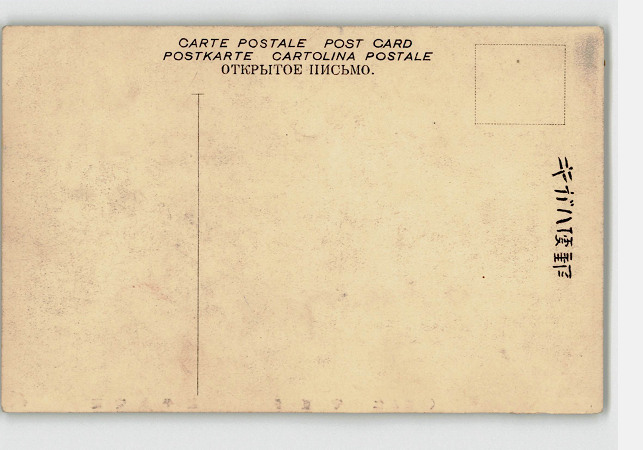 CARTE POSTALE POST CARD
POSTKARTE CARTOLINA POSTALE
ОТКРЫТОЕ ПИСЬМО.
きがは便郵